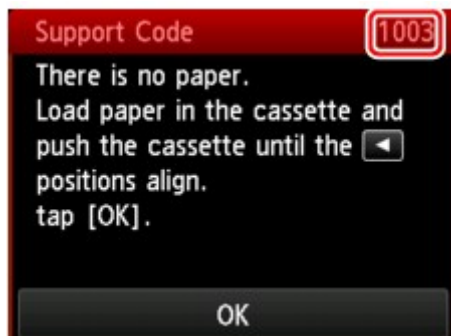 Support Code 1003
There is no paper.
Load paper in the cassette and
push the cassette until the ◀
positions align.
tap [OK].
OK